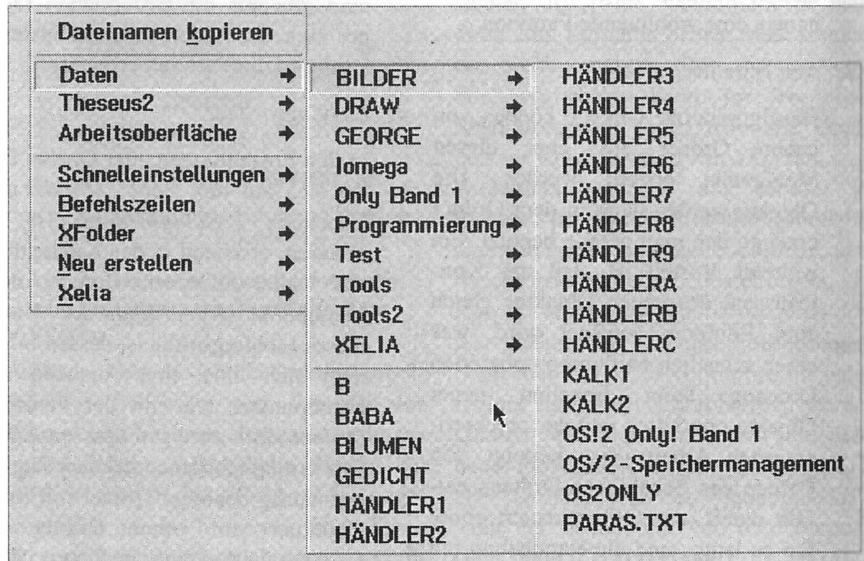 Dateinamen kopieren
Daten
Theseus2
Arbeitsoberfläche
Schnelleinstellungen
Befehlszeilen
XFolder
Neu erstellen
Xelia
BILDER
DRAW
GEORGE
Iomega
Only Band 1
Programmierung
Test
Tools
Tools2
XELIA
B
BABA
BLUMEN
GEDICHT
HÄNDLER1
HÄNDLER2
HÄNDLER3
HÄNDLER4
HÄNDLER5
HÄNDLER6
HÄNDLER7
HÄNDLER8
HÄNDLER9
HÄNDLERA
HÄNDLERB
HÄNDLERC
KALK1
KALK2
OS!2 Only! Band 1
OS/2-Speichermanagement
OS2ONLY
PARAS.TXT